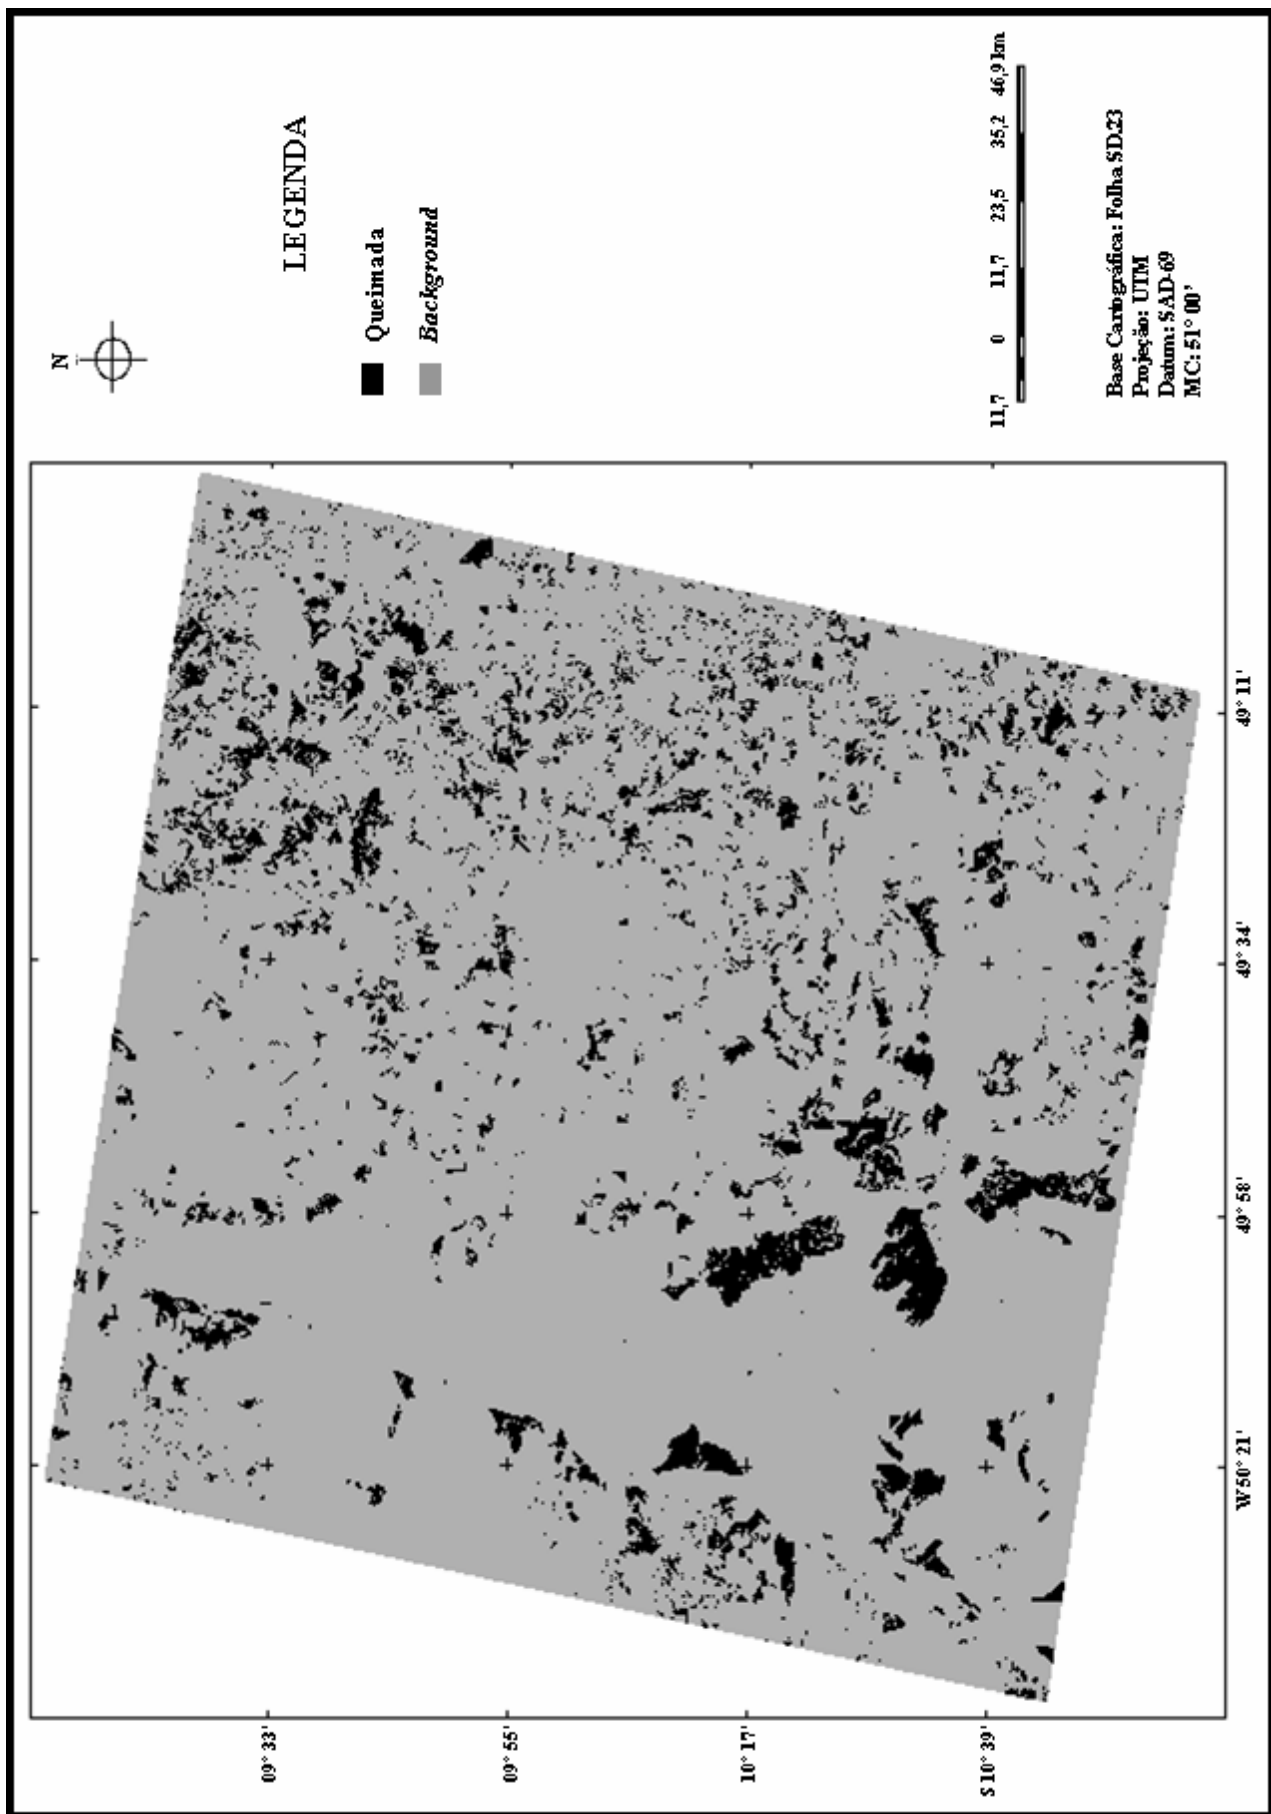 N
LEGENDA
Queimada
Background
11,7 0 11,7 23,5 35,2 46,9 km
Base Cartográfica: Folha SD.23
Projeção: UTM
Datum: SAD-69
MC: 51° 00'
09° 33'
09° 55'
10° 17'
S 10° 39'
W 50° 21' 49° 58' 49° 34' 49° 11'